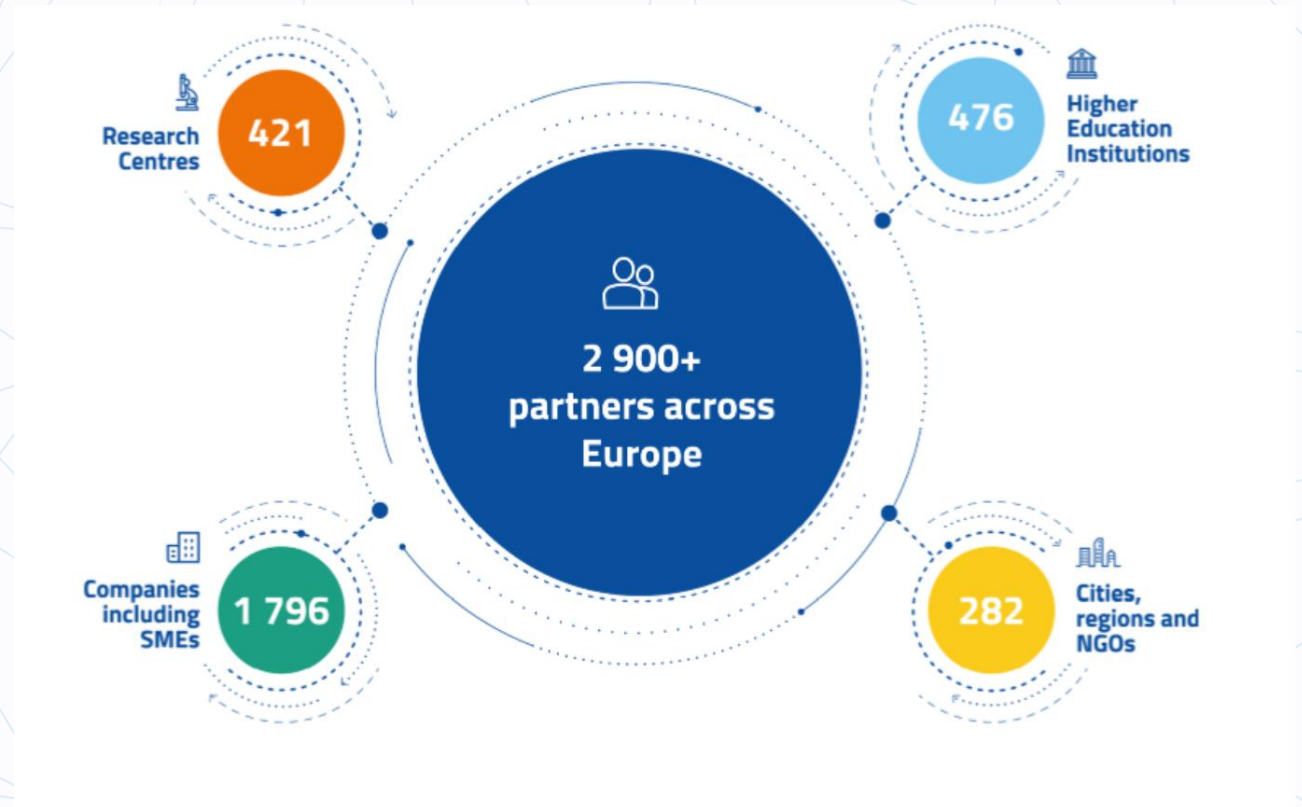 421
Research
Centres
476
Higher
Education
Institutions
2 900+
partners across
Europe
Companies
including
SMEs
1 796
282
Cities,
regions and
NGOs